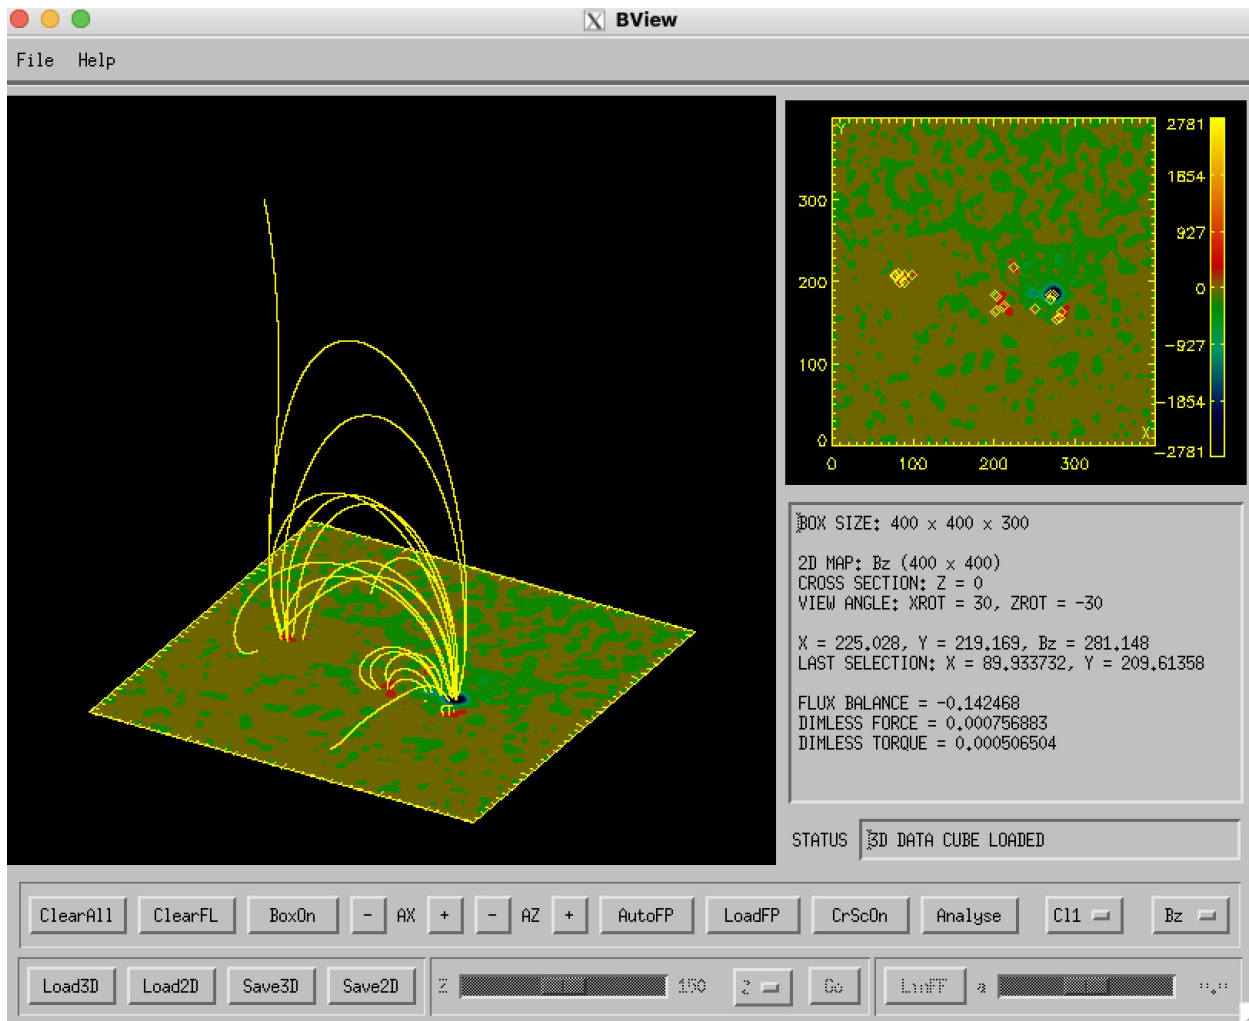 BView
File Help
2781
1854
927
0
-927
-1854
-2781
Y
300
200
100
0
X
0 100 200 300
BOX SIZE: 400 x 400 x 300
2D MAP: Bz (400 x 400)
CROSS SECTION: Z = 0
VIEW ANGLE: XROT = 30, ZROT = -30
X = 225.028, Y = 219.169, Bz = 281.148
LAST SELECTION: X = 89.933732, Y = 209.61358
FLUX BALANCE = -0.142468
DIMLESS FORCE = 0.000756883
DIMLESS TORQUE = 0.000506504
STATUS 3D DATA CUBE LOADED
ClearAll ClearFL BoxOn - AX + - AZ + AutoFP LoadFP CrScOn Analyse Cl1 Bz
Load3D Load2D Save3D Save2D Z 150 Z Go LinFF a